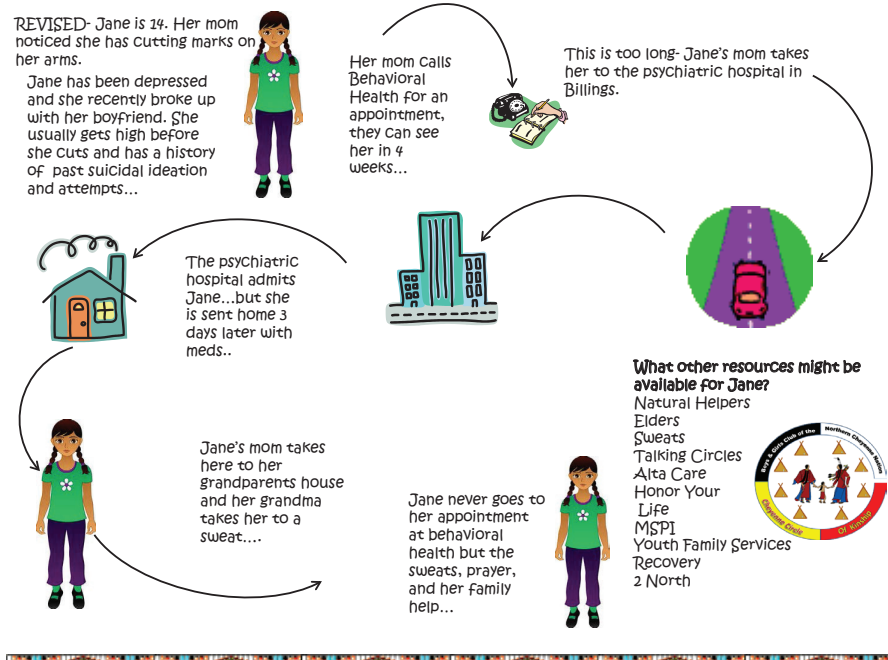 REVISED- Jane is 14. Her mom
noticed she has cutting marks on
her arms.
Jane has been depressed
and she recently broke up
with her boyfriend. She
usually gets high before
she cuts and has a history
of past suicidal ideation
and attempts...
Her mom calls
Behavioral
Health for an
appointment,
they can see
her in 4
weeks...
This is too long- Jane's mom takes
her to the psychiatric hospital in
Billings.
The psychiatric
hospital admits
Jane...but she
is sent home 3
days later with
meds..
Jane's mom takes
here to her
grandparents house
and her grandma
takes her to a
sweat....
Jane never goes to
her appointment
at behavioral
health but the
sweats, prayer,
and her family
help...
What other resources might be
available for Jane?
Natural Helpers
Elders
Sweats
Talking Circles
Alta Care
Honor Your
Life
MSPI
Youth Family Services
Recovery
2 North
Boys & Girls Club of the
Northern Cheyenne Nation
Cheyenne Circle
Of Kinship